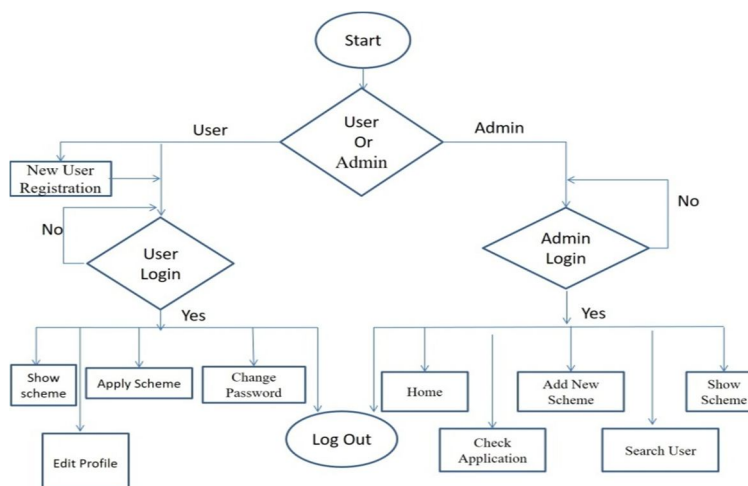 Start
User
Or
Admin
User
Admin
New User
Registration
No
User
Login
Yes
No
Admin
Login
Yes
Show
scheme
Apply Scheme
Change
Password
Edit Profile
Log Out
Home
Add New
Scheme
Show
Scheme
Check
Application
Search User